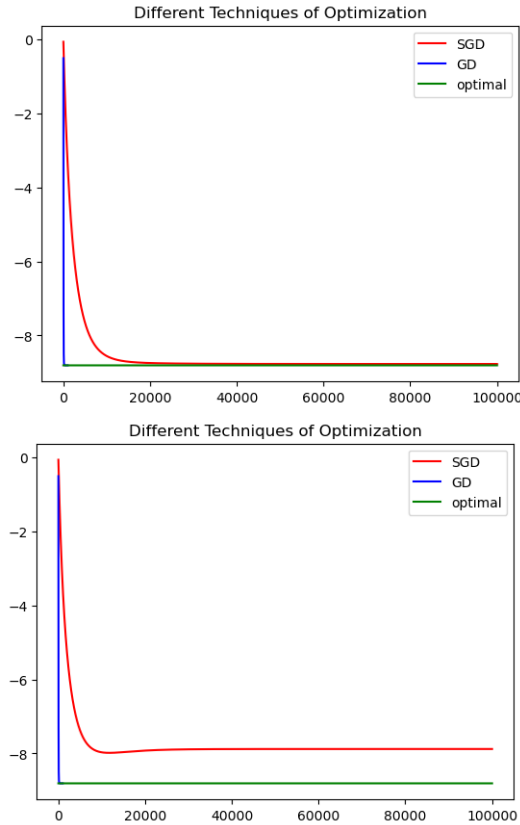 Different Techniques of Optimization
SGD
GD
optimal
0
−2
−4
−6
−8
0 20000 40000 60000 80000 100000
Different Techniques of Optimization
SGD
GD
optimal
0
−2
−4
−6
−8
0 20000 40000 60000 80000 100000